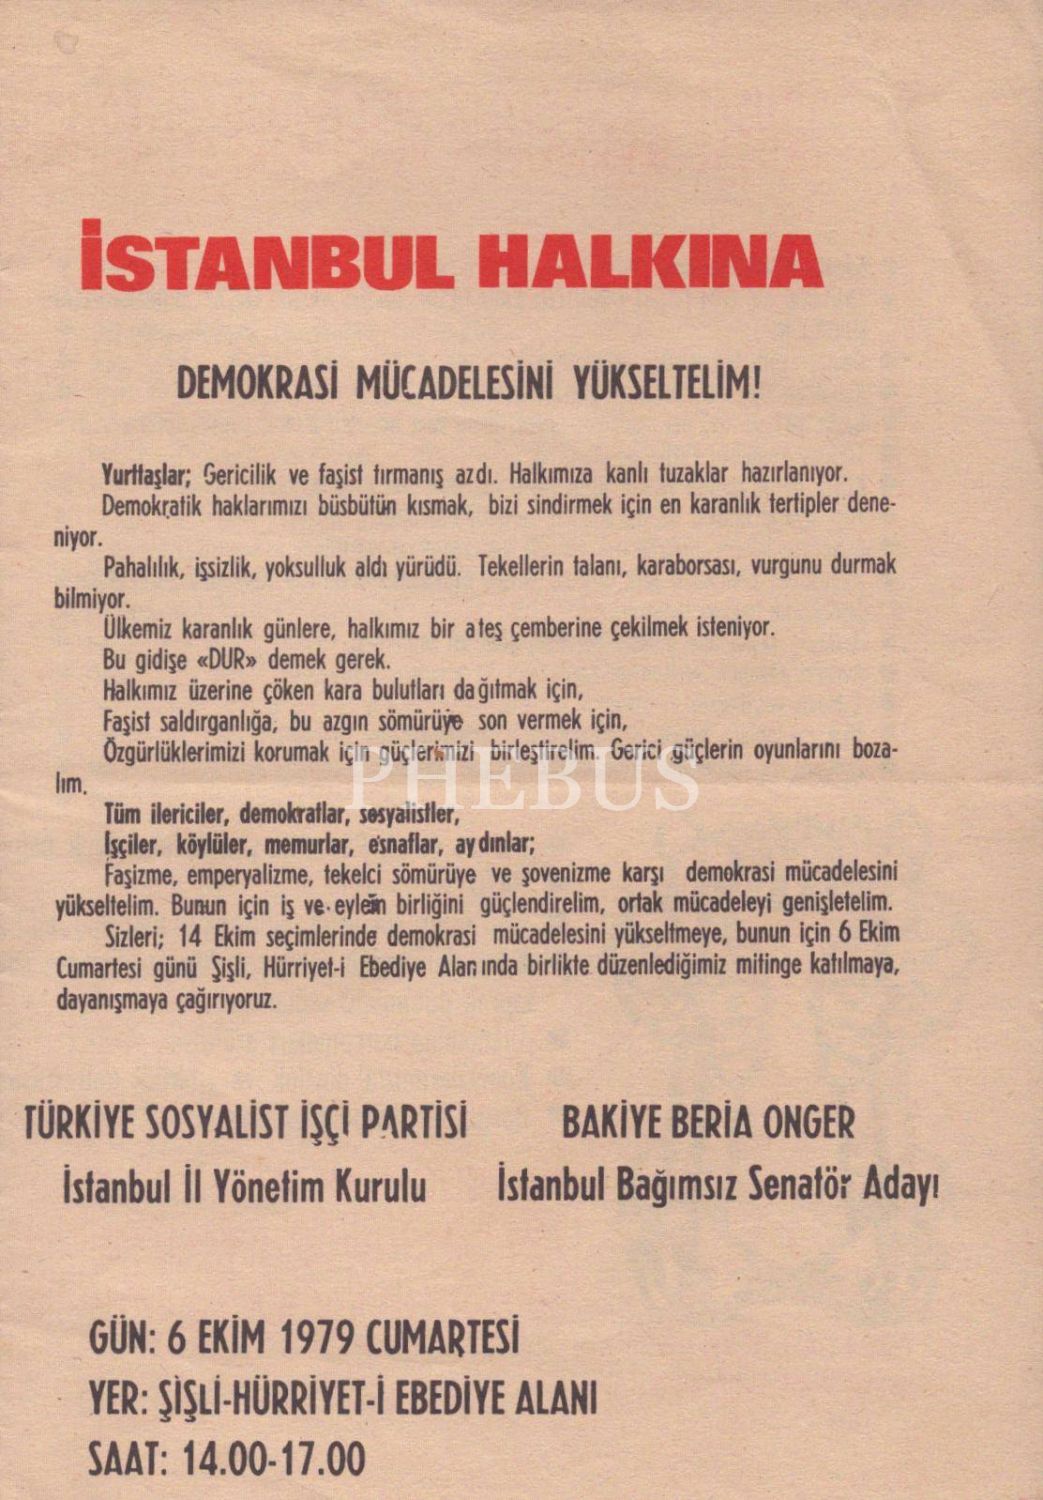 İSTANBUL HALKINA
DEMOKRASİ MÜCADELESİNİ YÜKSELTELİM!
Yurttaşlar; Gericilik ve faşist tırmanış azdı. Halkımıza kanlı tuzaklar hazırlanıyor.
Demokratik haklarımızı büsbütün kısmak, bizi sindirmek için en karanlık tertipler dene-
niyor.
Pahalılık, işsizlik, yoksulluk aldı yürüdü. Tekellerin talanı, karaborsası, vurgunu durmak
bilmiyor.
Ülkemiz karanlık günlere, halkımız bir ateş çemberine çekilmek isteniyor.
Bu gidişe «DUR» demek gerek.
Halkımız üzerine çöken kara bulutları dağıtmak için,
Faşist saldırganlığa, bu azgın sömürüye son vermek için,
Özgürlüklerimizi korumak için güçlerimizi birleştirelim. Gerici güçlerin oyunlarını boza-
lım.
PHEBUS
Tüm ilericiler, demokratlar, sosyalistler,
İşçiler, köylüler, memurlar, esnaflar, aydınlar;
Faşizme, emperyalizme, tekelci sömürüye ve şovenizme karşı demokrasi mücadelesini
yükseltelim. Bunun için iş ve eylem birliğini güçlendirelim, ortak mücadeleyi genişletelim.
Sizleri; 14 Ekim seçimlerinde demokrasi mücadelesini yükseltmeye, bunun için 6 Ekim
Cumartesi günü Şişli, Hürriyet-i Ebediye Alanında birlikte düzenlediğimiz mitinge katılmaya,
dayanışmaya çağırıyoruz.
TÜRKİYE SOSYALİST İŞÇİ PARTİSİ
İstanbul İl Yönetim Kurulu
BAKİYE BERİA ONGER
İstanbul Bağımsız Senatör Adayı
GÜN: 6 EKİM 1979 CUMARTESİ
YER: ŞİŞLİ-HÜRRİYET-İ EBEDİYE ALANI
SAAT: 14.00-17.00